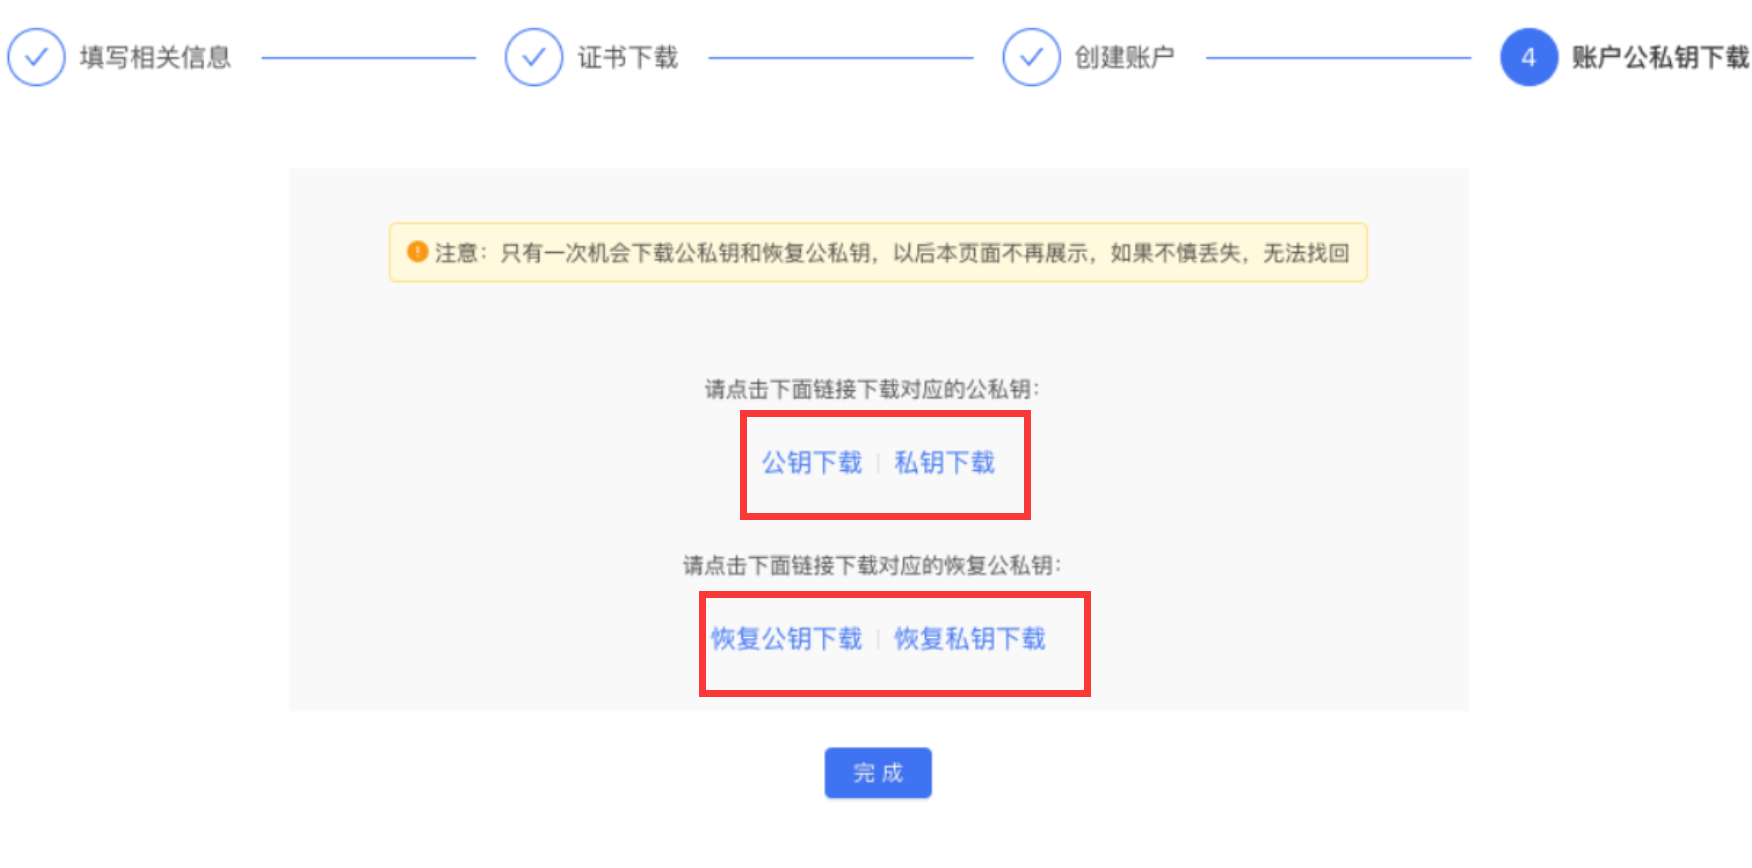 填写相关信息 证书下载 创建账户 4 账户公私钥下载
注意：只有一次机会下载公私钥和恢复公私钥，以后本页面不再展示，如果不慎丢失，无法找回
请点击下面链接下载对应的公私钥：
公钥下载 | 私钥下载
请点击下面链接下载对应的恢复公私钥：
恢复公钥下载 | 恢复私钥下载
完成